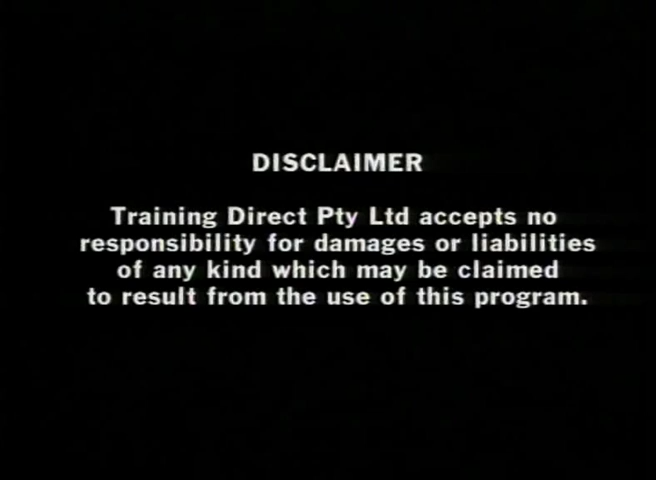 DISCLAIMER
Training Direct Pty Ltd accepts no
responsibility for damages or liabilities
of any kind which may be claimed
to result from the use of this program.